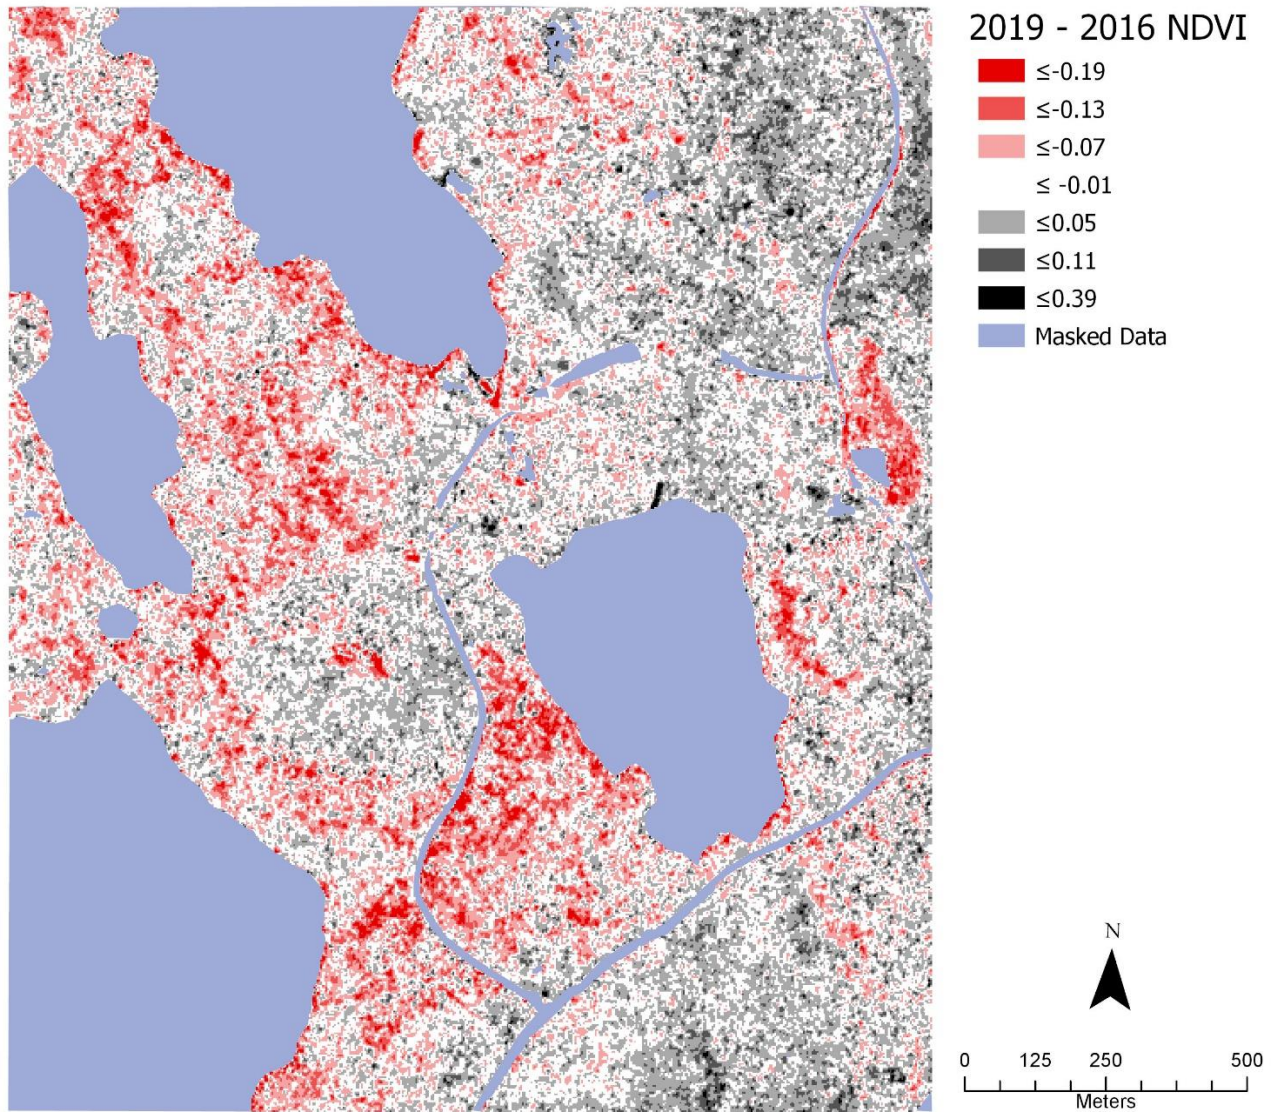 2019 - 2016 NDVI
≤-0.19
≤-0.13
≤-0.07
≤ -0.01
≤0.05
≤0.11
≤0.39
Masked Data
N
0 125 250 500
Meters